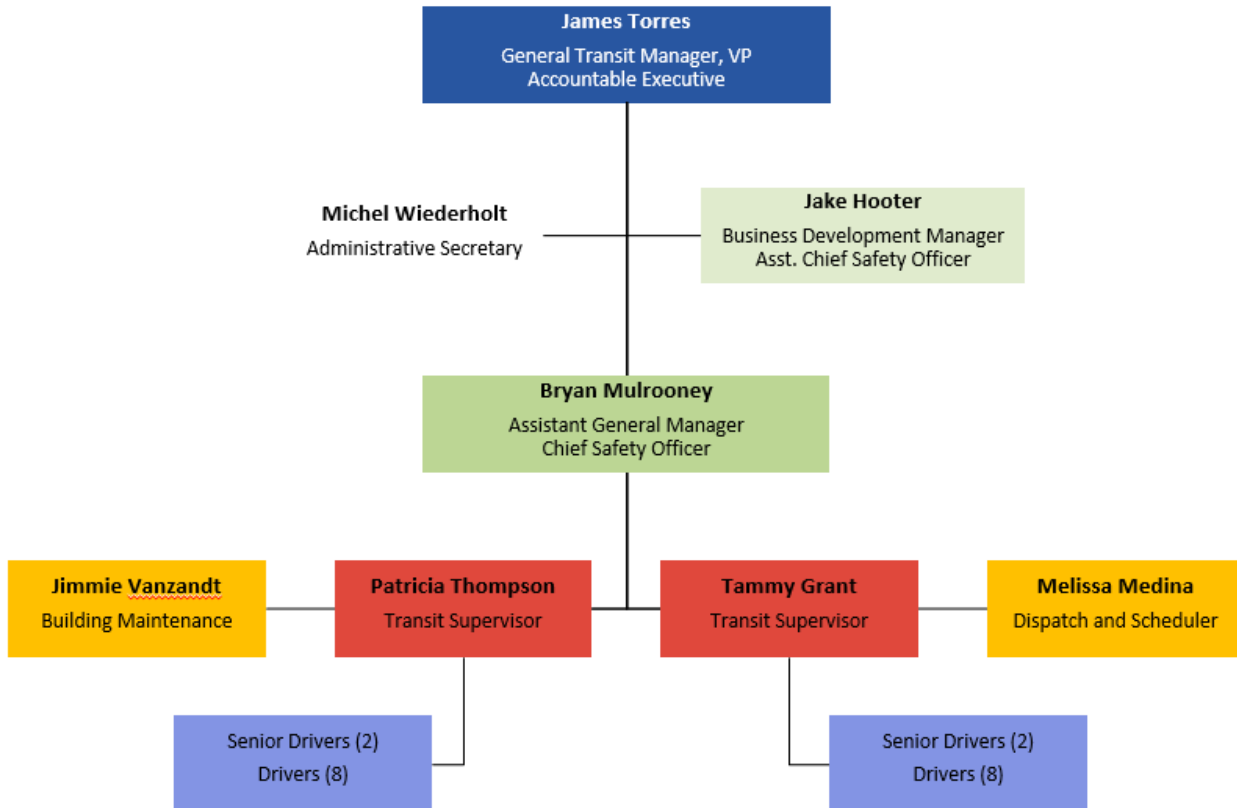 James Torres
General Transit Manager, VP
Accountable Executive
Michel Wiederholt
Administrative Secretary
Jake Hooter
Business Development Manager
Asst. Chief Safety Officer
Bryan Mulrooney
Assistant General Manager
Chief Safety Officer
Jimmie Vanzandt
Building Maintenance
Patricia Thompson
Transit Supervisor
Tammy Grant
Transit Supervisor
Melissa Medina
Dispatch and Scheduler
Senior Drivers (2)
Drivers (8)
Senior Drivers (2)
Drivers (8)